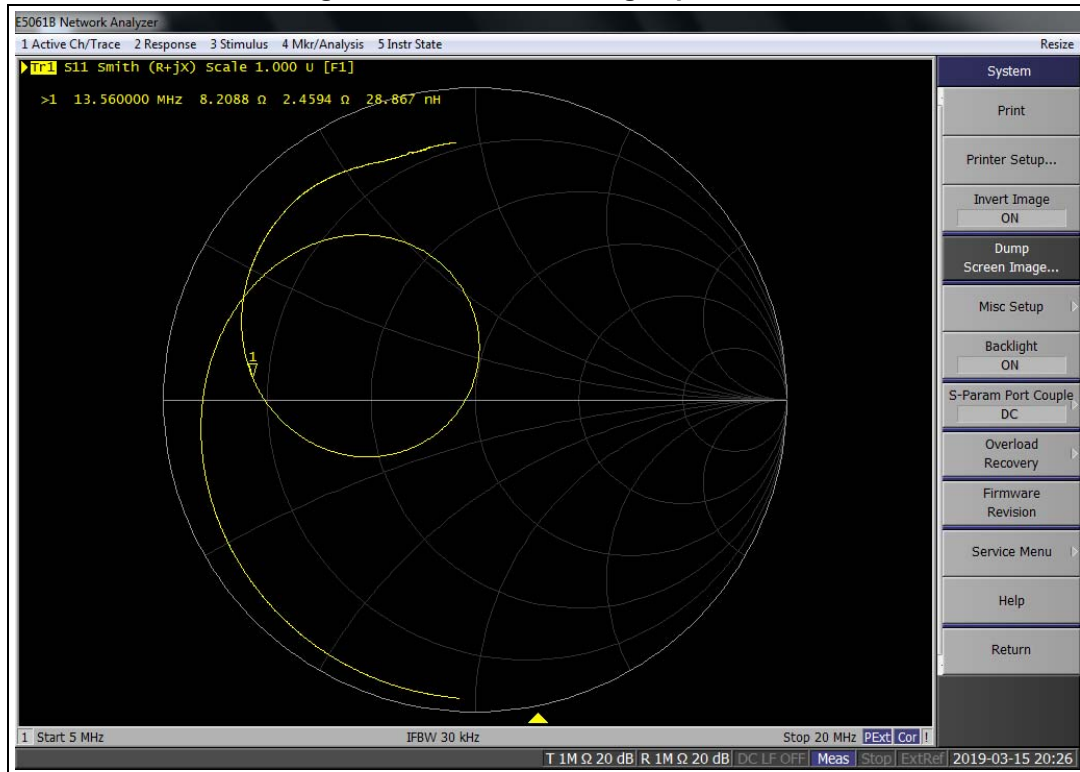 E5061B Network Analyzer
1 Active Ch/Trace 2 Response 3 Stimulus 4 Mkr/Analysis 5 Instr State Resize
Tr1 S11 Smith (R+jX) Scale 1.000 U [F1]
>1 13.560000 MHz 8.2088 Ω 2.4594 Ω 28.867 nH
1
System
Print
Printer Setup...
Invert Image
ON
Dump
Screen Image...
Misc Setup
Backlight
ON
S-Param Port Couple
DC
Overload
Recovery
Firmware
Revision
Service Menu
Help
Return
1 Start 5 MHz IFBW 30 kHz Stop 20 MHz PExt Cor !
T 1M Ω 20 dB R 1M Ω 20 dB DC LF OFF Meas Stop ExtRef 2019-03-15 20:26